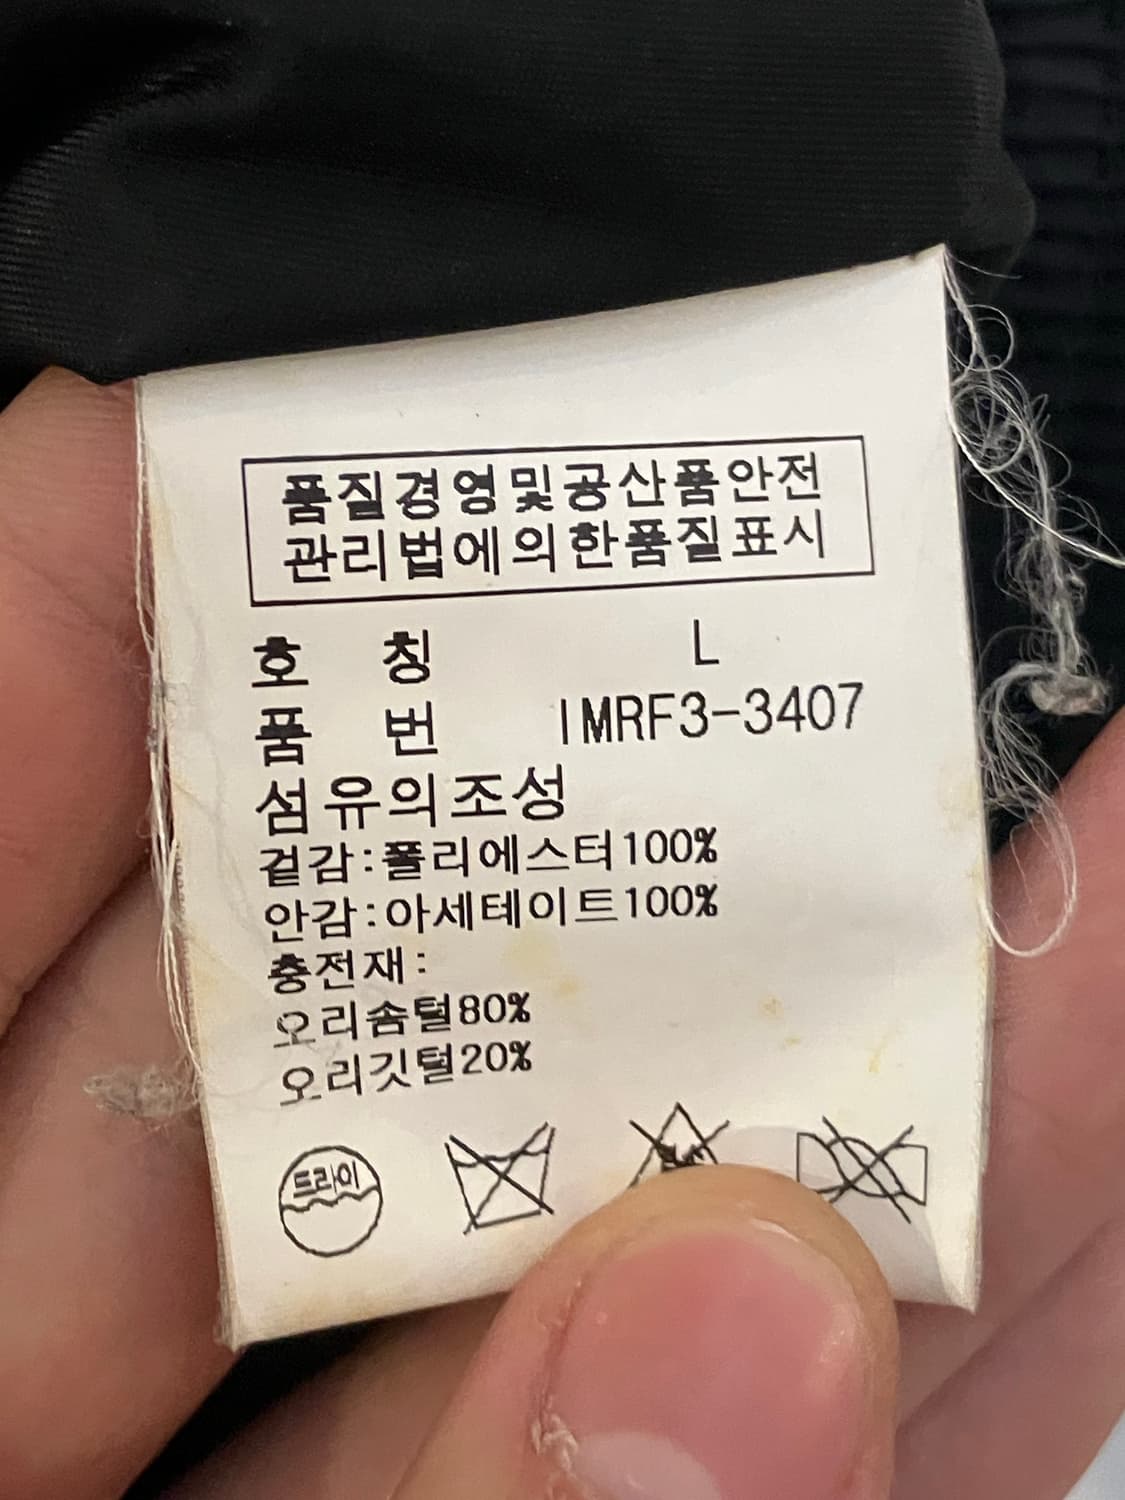 품질경영및공산품안전
관리법에의한품질표시
호 칭 L
품 번 IMRF3-3407
섬유의조성
겉감:폴리에스터100%
안감:아세테이트100%
충전재:
오리솜털80%
오리깃털20%
드라이